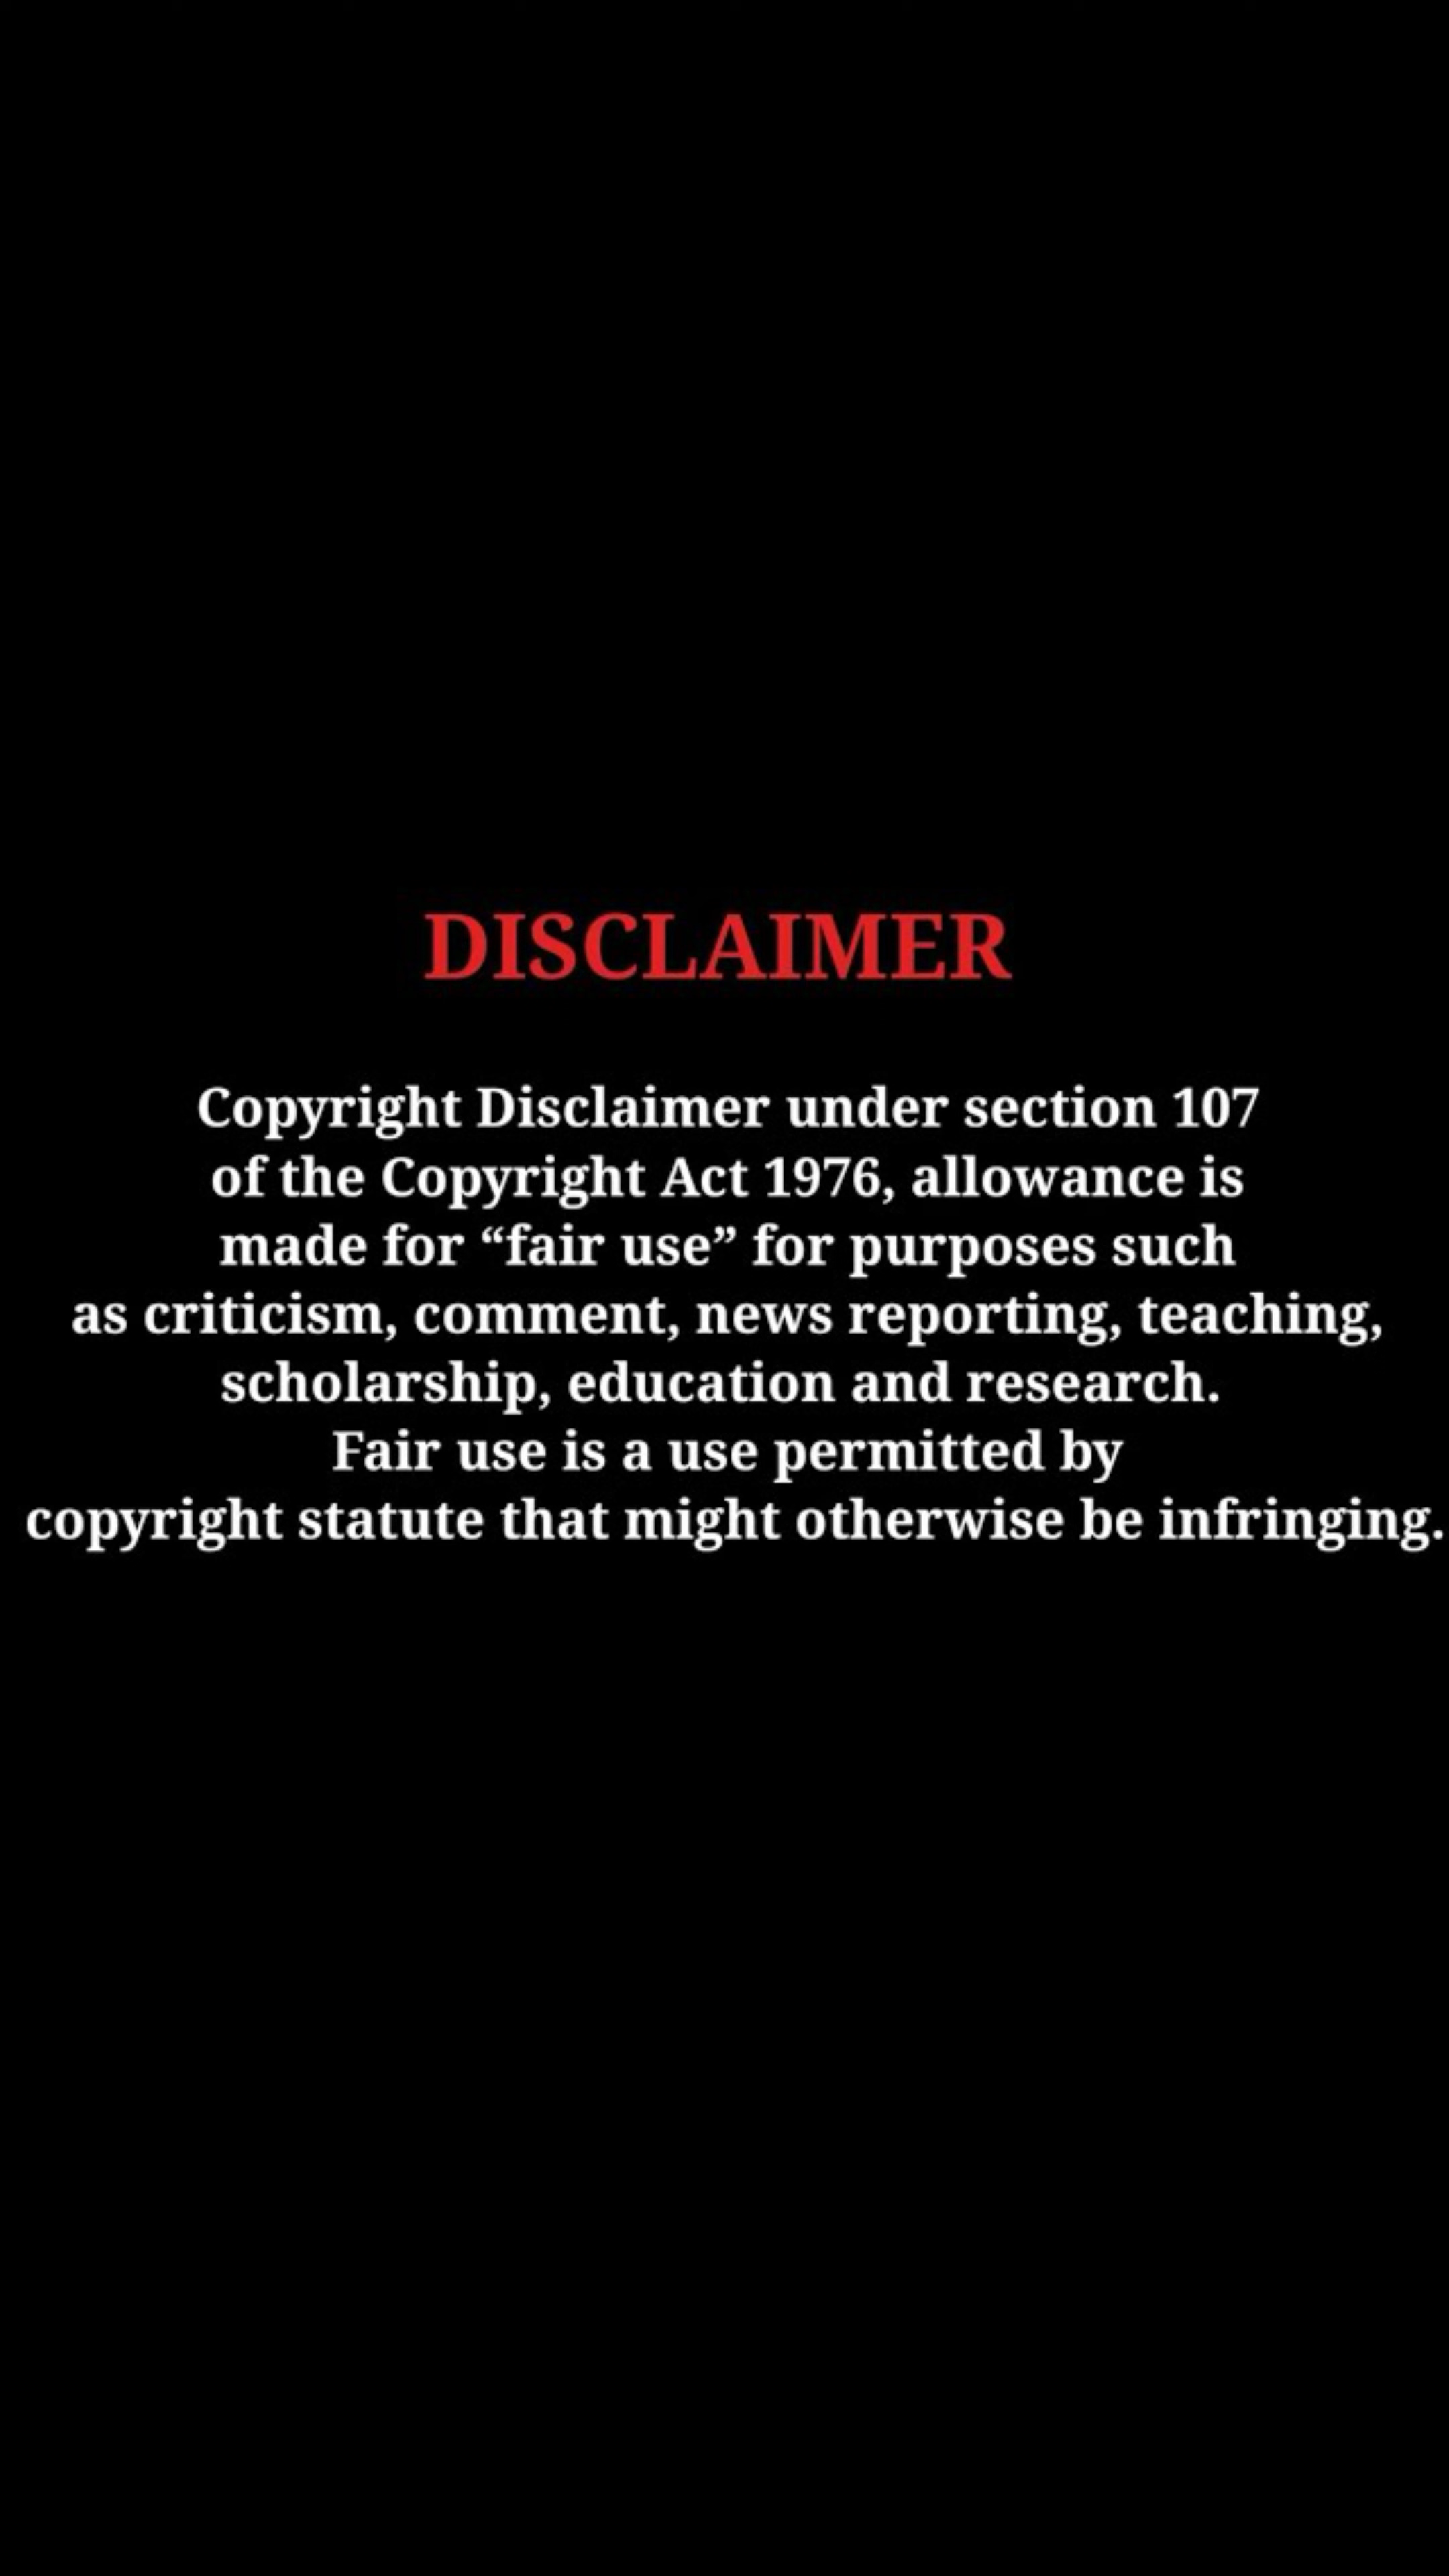 DISCLAIMER
Copyright Disclaimer under section 107
of the Copyright Act 1976, allowance is
made for “fair use” for purposes such
as criticism, comment, news reporting, teaching,
scholarship, education and research.
Fair use is a use permitted by
copyright statute that might otherwise be infringing.